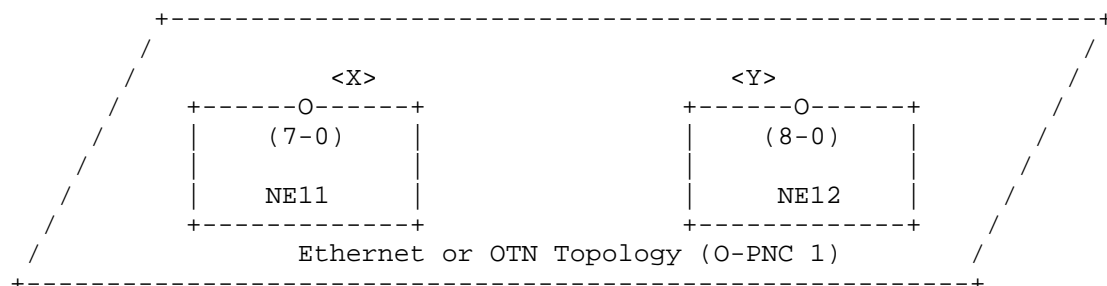 <X> <Y>
(7-0) (8-0)
NE11 NE12
Ethernet or OTN Topology (O-PNC 1)